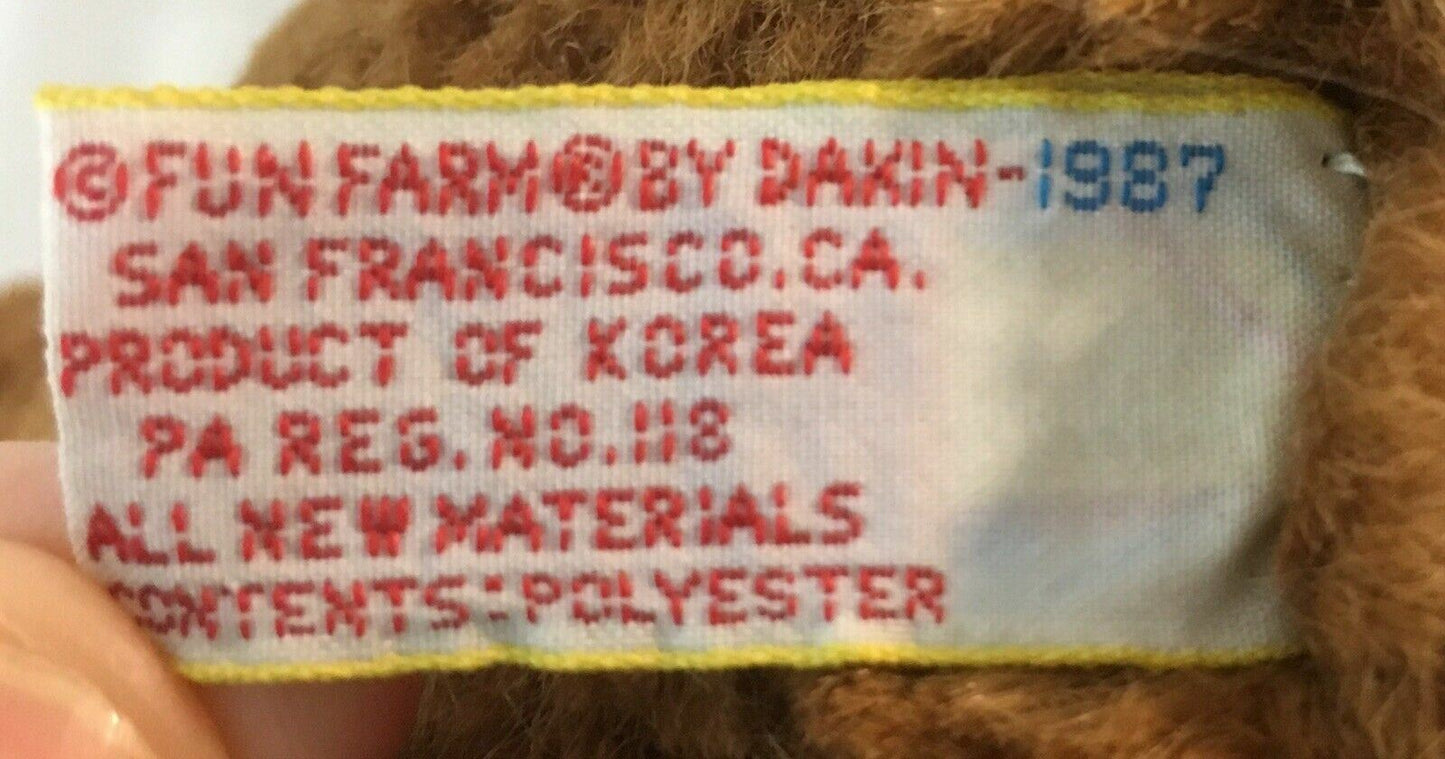 ©FUN FARM®BY DAKIN-1987
SAN FRANCISCO.CA.
PRODUCT OF KOREA
PA REG.NO.118
ALL NEW MATERIALS
CONTENTS:POLYESTER